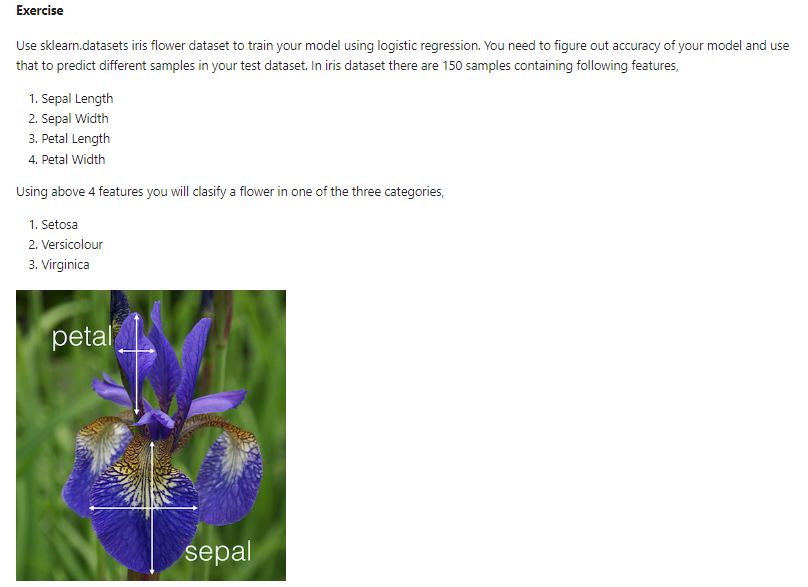 Exercise
Use sklearn.datasets iris flower dataset to train your model using logistic regression. You need to figure out accuracy of your model and use
that to predict different samples in your test dataset. In iris dataset there are 150 samples containing following features,
1. Sepal Length
2. Sepal Width
3. Petal Length
4. Petal Width
Using above 4 features you will clasify a flower in one of the three categories,
1. Setosa
2. Versicolour
3. Virginica
petal
sepal